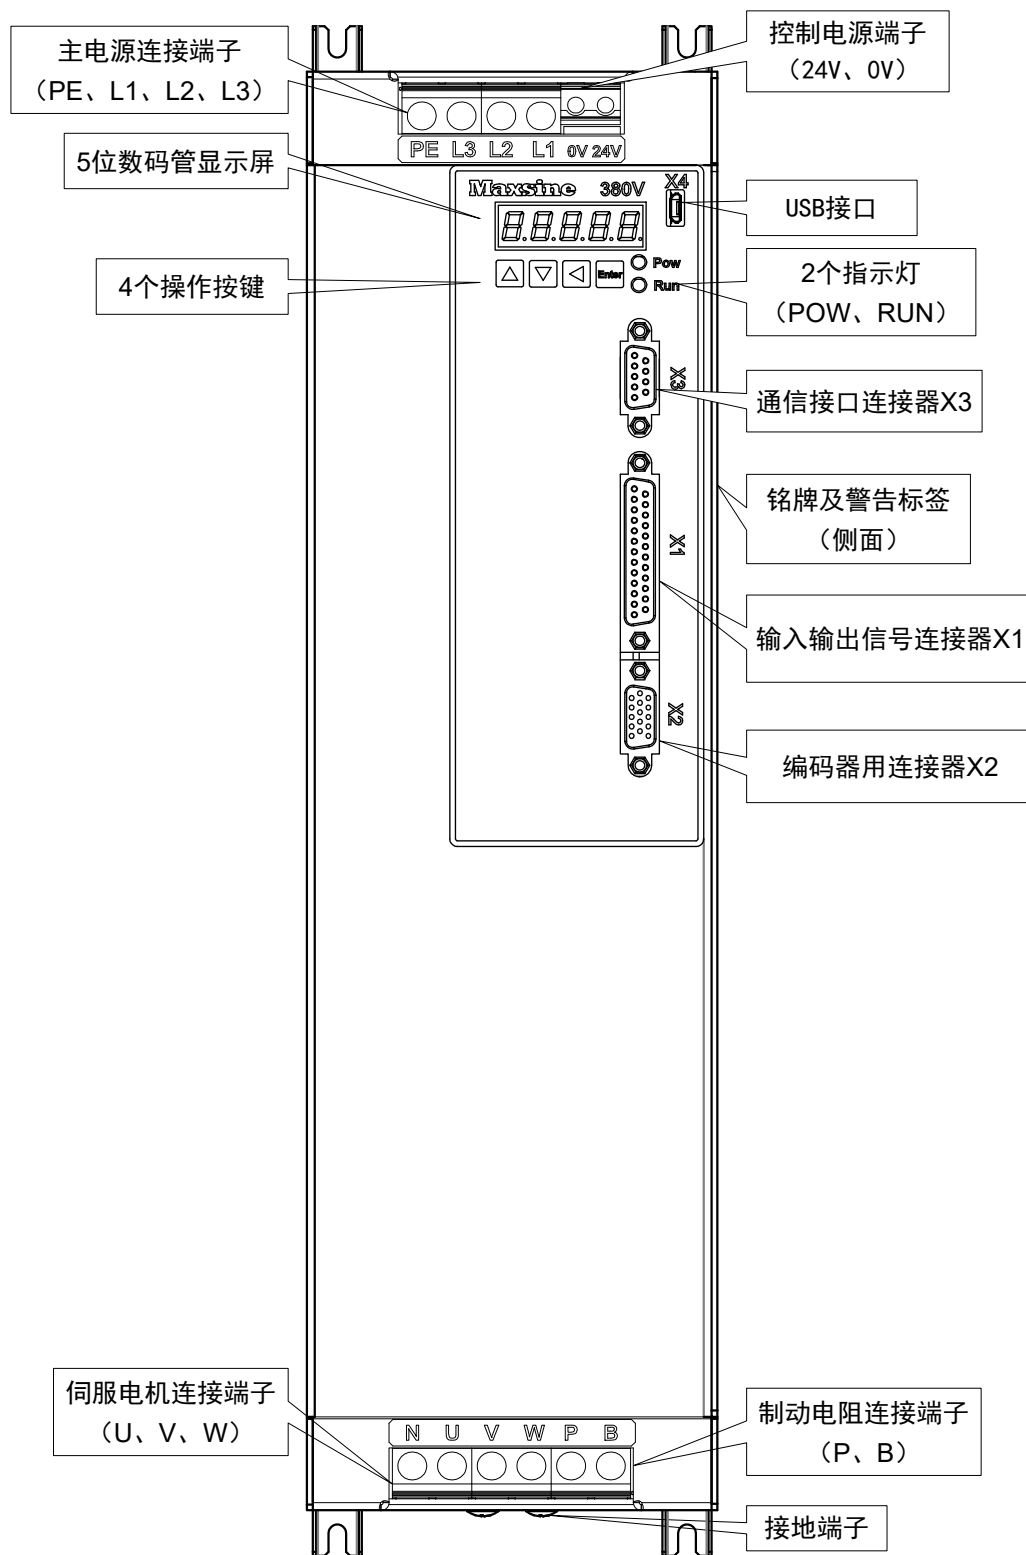 主电源连接端子
（PE、L1、L2、L3）
控制电源端子
（24V、0V）
PE L3 L2 L1 0V 24V
5位数码管显示屏
Maxsine 380V X4
8.8.8.8.8.
USB接口
4个操作按键
Enter
Pow
Run
2个指示灯
（POW、RUN）
X3
通信接口连接器X3
铭牌及警告标签
（侧面）
X1
输入输出信号连接器X1
X2
编码器用连接器X2
伺服电机连接端子
（U、V、W）
N U V W P B
制动电阻连接端子
（P、B）
接地端子